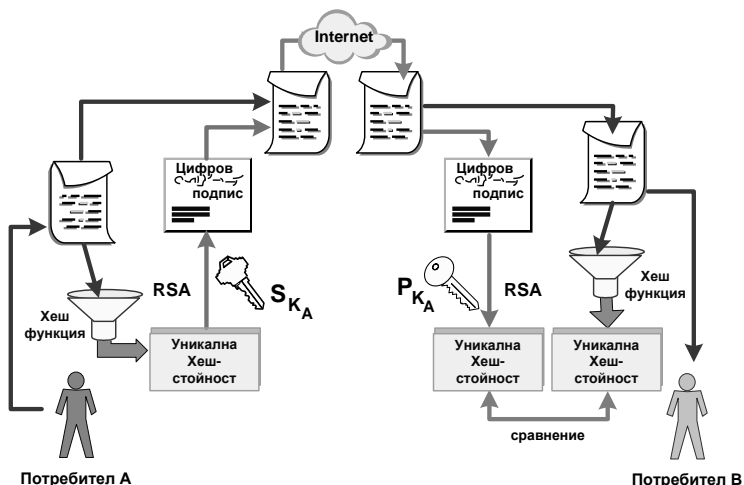 Internet
Цифров
подпис
Цифров
подпис
RSA
S K A
P K A
RSA
Хеш
функция
Хеш
функция
Уникална
Хеш-
стойност
Уникална
Хеш-
стойност
Уникална
Хеш-
стойност
сравнение
Потребител А
Потребител В